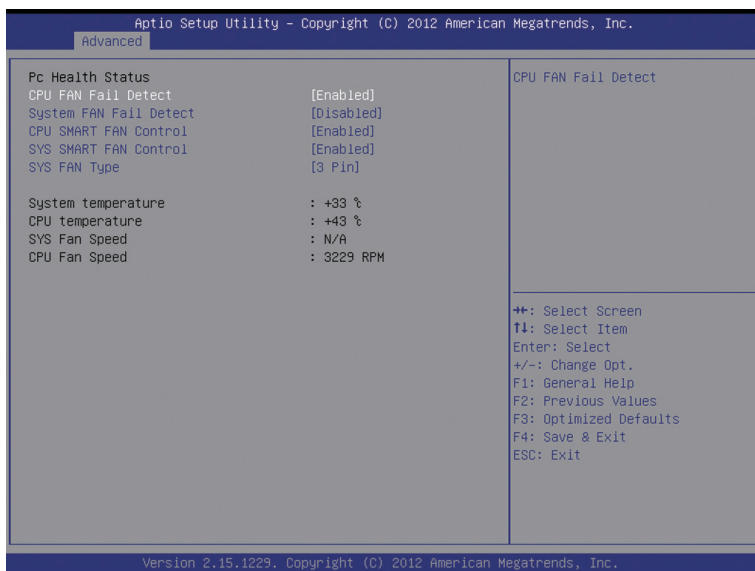 Aptio Setup Utility – Copyright (C) 2012 American Megatrends, Inc.
Advanced
Pc Health Status
CPU FAN Fail Detect [Enabled]
System FAN Fail Detect [Disabled]
CPU SMART FAN Control [Enabled]
SYS SMART FAN Control [Enabled]
SYS FAN Type [3 Pin]
System temperature : +33 ℃
CPU temperature : +43 ℃
SYS Fan Speed : N/A
CPU Fan Speed : 3229 RPM
CPU FAN Fail Detect
→←: Select Screen
↑↓: Select Item
Enter: Select
+/-: Change Opt.
F1: General Help
F2: Previous Values
F3: Optimized Defaults
F4: Save & Exit
ESC: Exit
Version 2.15.1229. Copyright (C) 2012 American Megatrends, Inc.